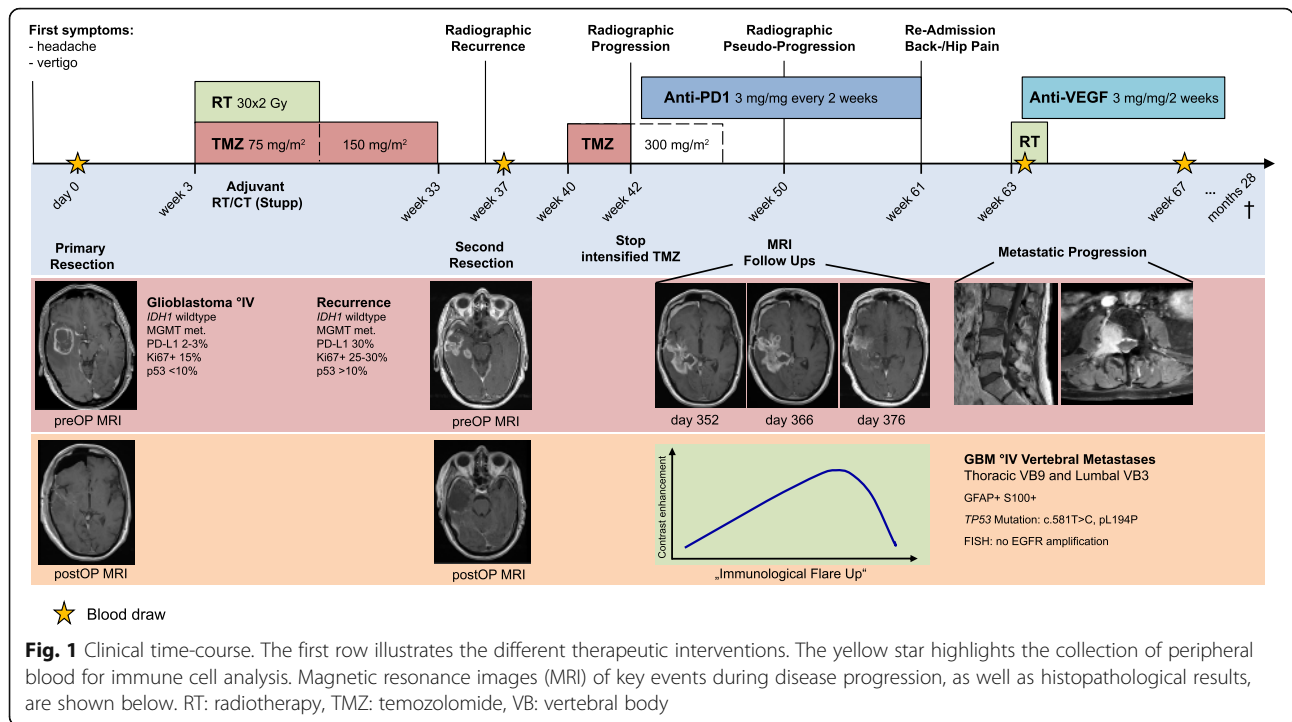 First symptoms:
- headache
- vertigo
Radiographic
Recurrence
Radiographic
Progression
Radiographic
Pseudo-Progression
Re-Admission
Back-/Hip Pain
RT 30x2 Gy
TMZ 75 mg/m²
150 mg/m²
TMZ
300 mg/m²
Anti-PD1 3 mg/mg every 2 weeks
Anti-VEGF 3 mg/mg/2 weeks
RT
day 0
week 3
Adjuvant
RT/CT (Stupp)
week 33
week 37
week 40
week 42
week 50
week 61
week 63
week 67
...
months 28
†
Primary
Resection
Second
Resection
Stop
intensified TMZ
MRI
Follow Ups
Metastatic Progression
Glioblastoma °IV
IDH1 wildtype
MGMT met.
PD-L1 2-3%
Ki67+ 15%
p53 <10%
Recurrence
IDH1 wildtype
MGMT met.
PD-L1 30%
Ki67+ 25-30%
p53 >10%
preOP MRI
preOP MRI
day 352
day 366
day 376
postOP MRI
postOP MRI
Contrast enhancement
„Immunological Flare Up“
GBM °IV Vertebral Metastases
Thoracic VB9 and Lumbal VB3
GFAP+ S100+
TP53 Mutation: c.581T>C, pL194P
FISH: no EGFR amplification
Blood draw
Fig. 1 Clinical time-course. The first row illustrates the different therapeutic interventions. The yellow star highlights the collection of peripheral
blood for immune cell analysis. Magnetic resonance images (MRI) of key events during disease progression, as well as histopathological results,
are shown below. RT: radiotherapy, TMZ: temozolomide, VB: vertebral body